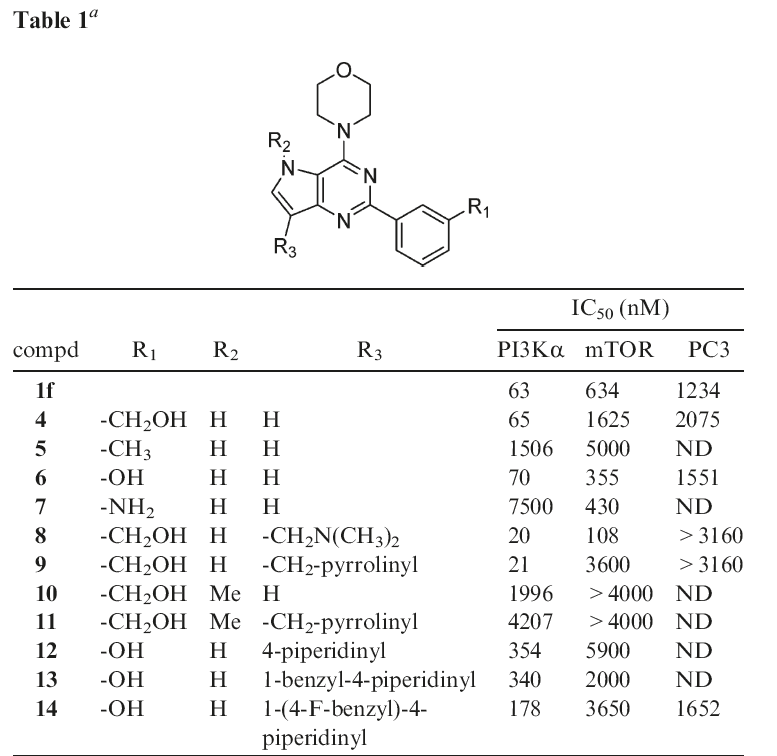 Table 1ᵃ
O
N
R₂
N
N
N
R₁
R₃
IC₅₀ (nM)
compd R₁ R₂ R₃ PI3Kα mTOR PC3
1f 63 634 1234
4 -CH₂OH H H 65 1625 2075
5 -CH₃ H H 1506 5000 ND
6 -OH H H 70 355 1551
7 -NH₂ H H 7500 430 ND
8 -CH₂OH H -CH₂N(CH₃)₂ 20 108 > 3160
9 -CH₂OH H -CH₂-pyrrolinyl 21 3600 > 3160
10 -CH₂OH Me H 1996 > 4000 ND
11 -CH₂OH Me -CH₂-pyrrolinyl 4207 > 4000 ND
12 -OH H 4-piperidinyl 354 5900 ND
13 -OH H 1-benzyl-4-piperidinyl 340 2000 ND
14 -OH H 1-(4-F-benzyl)-4- 178 3650 1652
piperidinyl